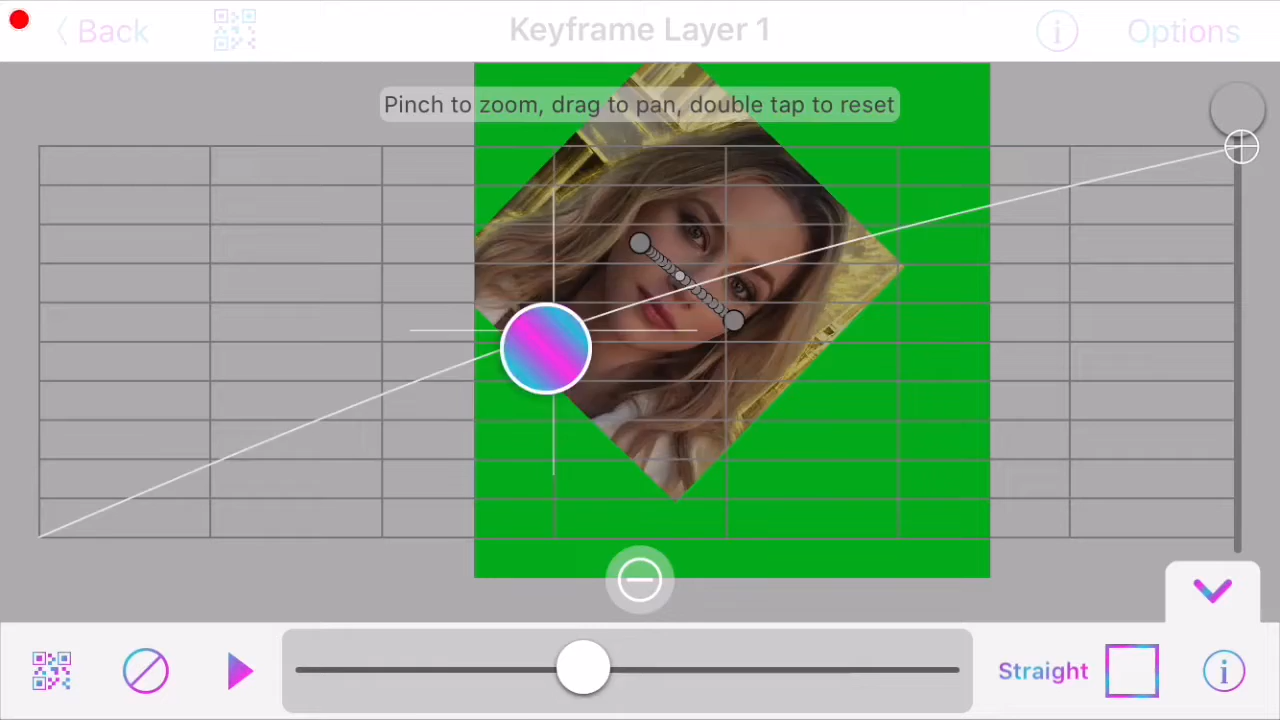 Back
Keyframe Layer 1
Options
Pinch to zoom, drag to pan, double tap to reset
Straight